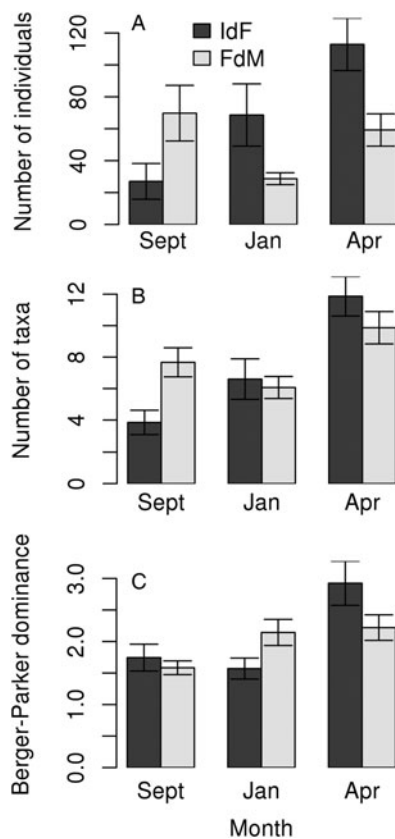 A
IdF
FdM
Number of individuals
120
80
40
0
Sept
Jan
Apr
B
Number of taxa
12
8
4
0
Sept
Jan
Apr
C
Berger-Parker dominance
3.0
2.0
1.0
0.0
Sept
Jan
Apr
Month